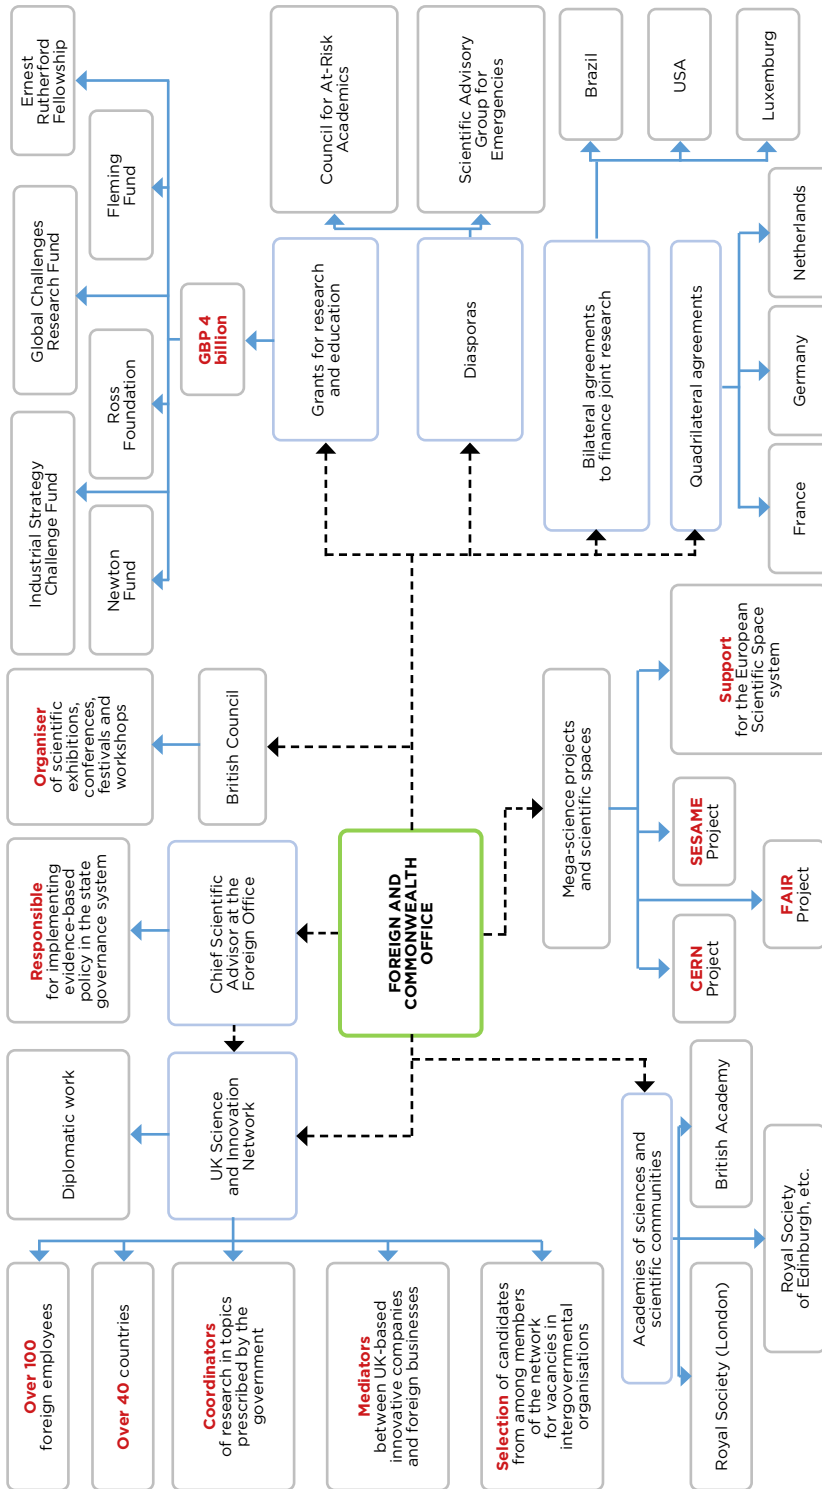 Over 100
foreign employees
Over 40 countries
Coordinators
of research in topics
prescribed by the
government
Mediators
between UK-based
innovative companies
and foreign businesses
Selection of candidates
from among members
of the network
for vacancies in
intergovernmental
organisations
Diplomatic work
UK Science
and Innovation
Network
Responsible
for implementing
evidence-based
policy in the state
governance system
Chief Scientific
Advisor at the
Foreign Office
Organiser
of scientific
exhibitions,
conferences,
festivals and
workshops
British Council
FOREIGN AND
COMMONWEALTH
OFFICE
Industrial Strategy
Challenge Fund
Newton
Fund
Ross
Foundation
Global Challenges
Research Fund
Fleming
Fund
Ernest
Rutherford
Fellowship
GBP 4
billion
Grants for research
and education
Council for At-Risk
Academics
Diasporas
Scientific Advisory
Group for
Emergencies
Bilateral agreements
to finance joint research
Brazil
USA
Luxemburg
Quadrilateral agreements
France
Germany
Netherlands
Mega-science projects
and scientific spaces
CERN
Project
FAIR
Project
SESAME
Project
Support
for the European
Scientific Space
system
Academies of sciences and
scientific communities
Royal Society (London)
Royal Society
of Edinburgh, etc.
British Academy